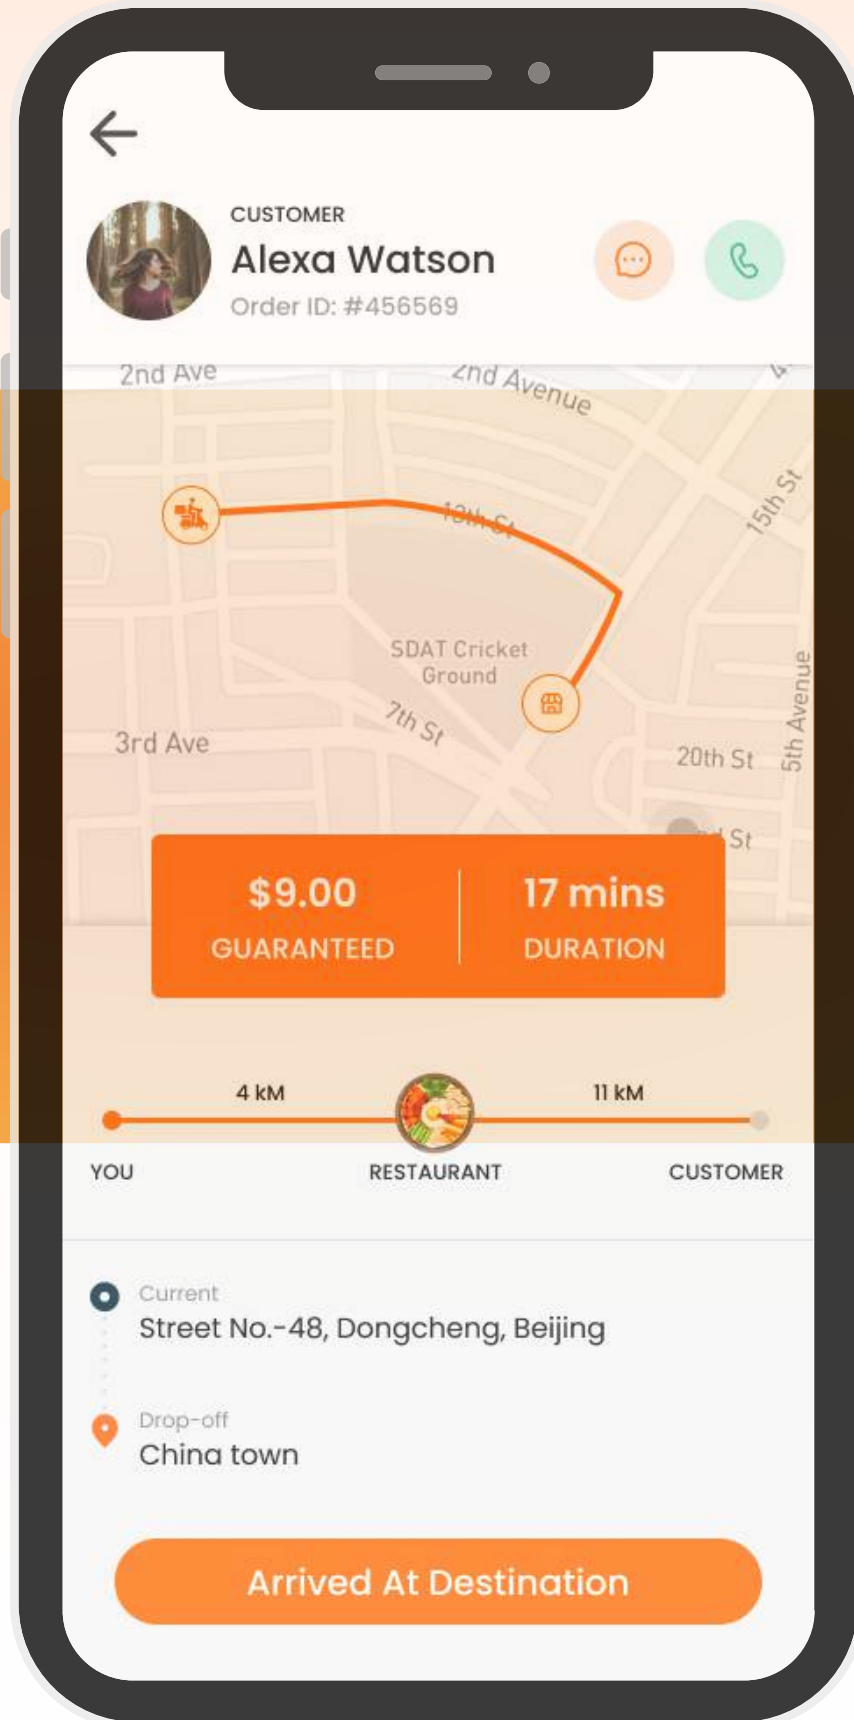 CUSTOMER
Alexa Watson
Order ID: #456569
2nd Ave
2nd Avenue
15th St
13th St
SDAT Cricket
Ground
7th St
3rd Ave
20th St
5th Avenue
St
$9.00
17 mins
GUARANTEED
DURATION
4 kM
11 kM
YOU
RESTAURANT
CUSTOMER
Current
Street No.-48, Dongcheng, Beijing
Drop-off
China town
Arrived At Destination